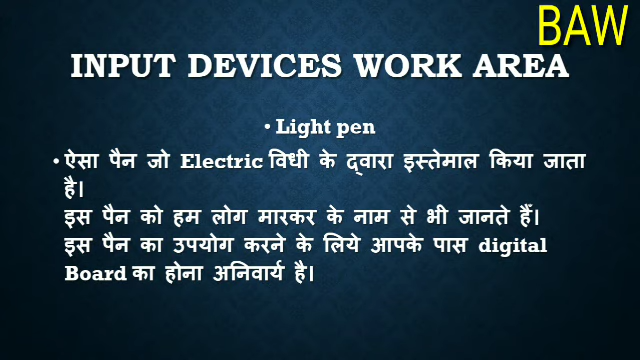 BAW
INPUT DEVICES WORK AREA
• Light pen
• ऐसा पैन जो Electric विधी के द्वारा इस्तेमाल किया जाता
है।
इस पैन को हम लोग मारकर के नाम से भी जानते हैं।
इस पैन का उपयोग करने के लिये आपके पास digital
Board का होना अनिवार्य है।